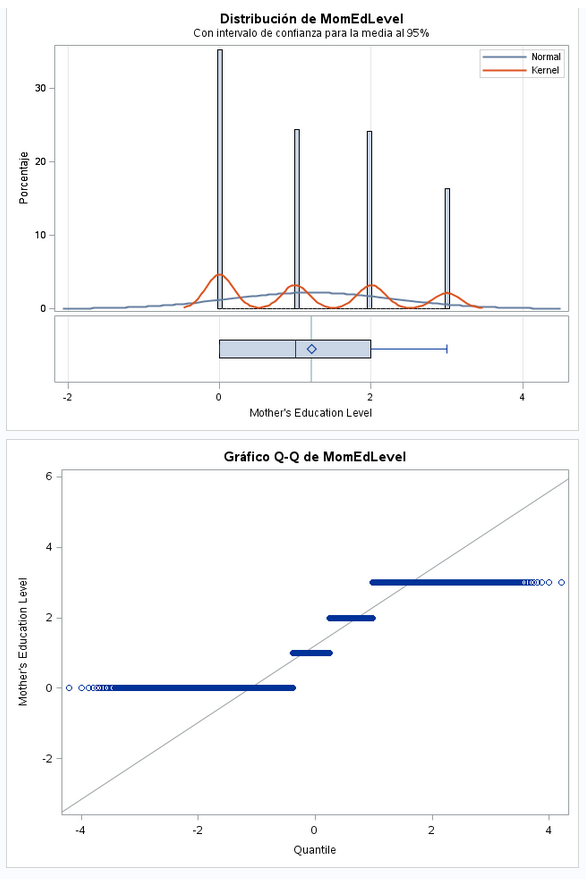 Distribución de MomEdLevel
Con intervalo de confianza para la media al 95%
Normal
Kernel
30
20
10
0
Porcentaje
-2
0
2
4
Mother's Education Level
Gráfico Q-Q de MomEdLevel
6
4
2
0
-2
Mother's Education Level
-4
-2
0
2
4
Quantile